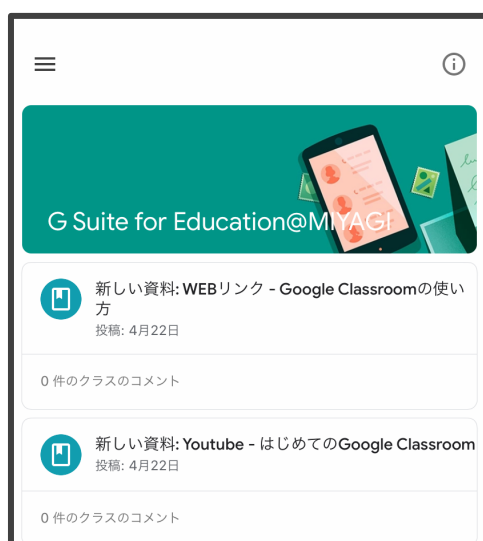 G Suite for Education@MIYAGI
新しい資料: WEBリンク - Google Classroomの使い
方
投稿: 4月22日
0 件のクラスのコメント
新しい資料: Youtube - はじめてのGoogle Classroom
投稿: 4月22日
0 件のクラスのコメント